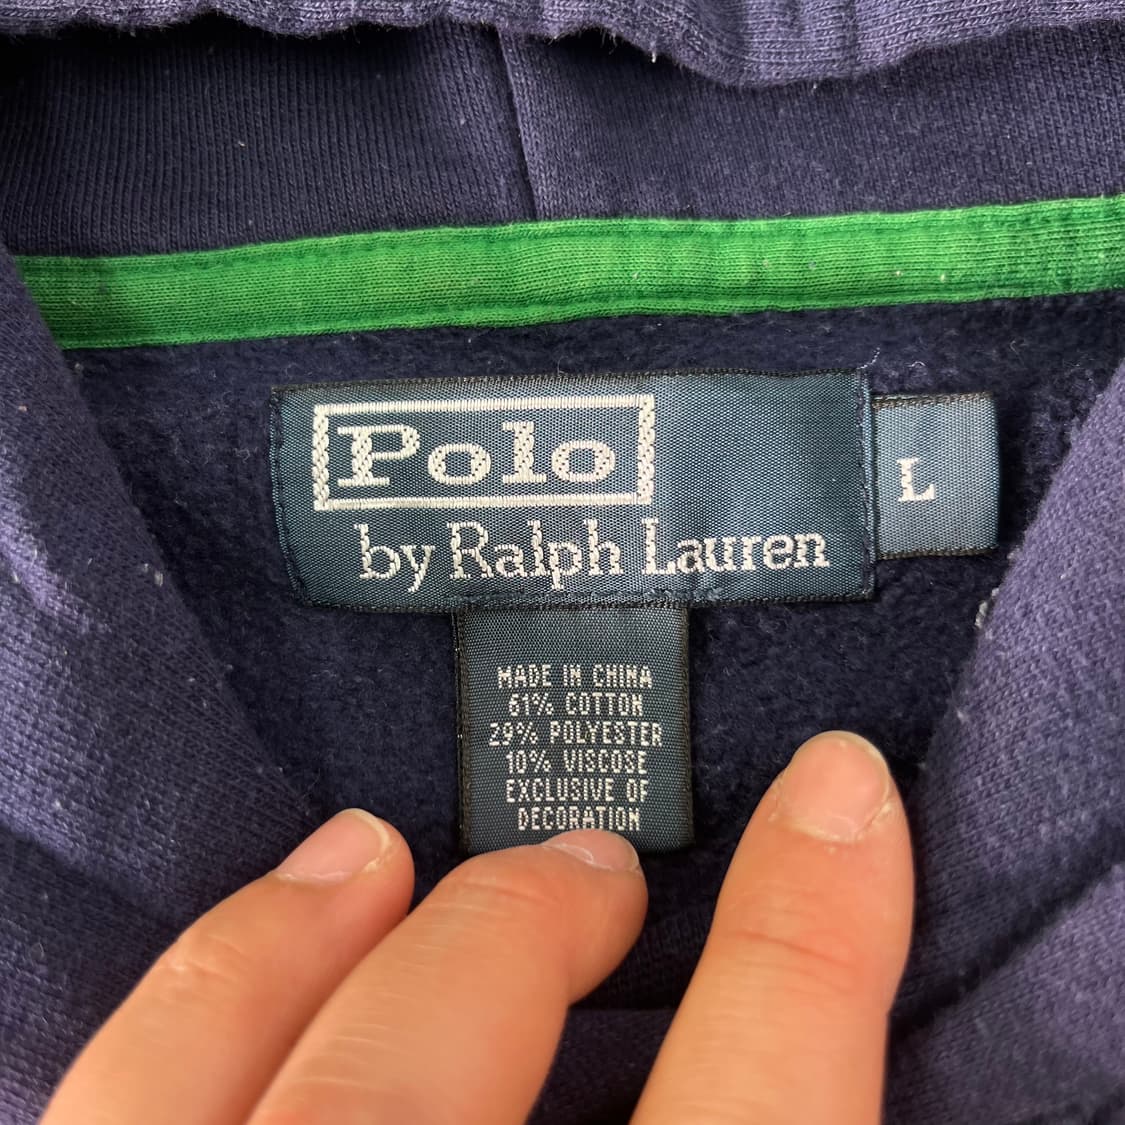 Polo
by Ralph Lauren
L
MADE IN CHINA
61% COTTON
29% POLYESTER
10% VISCOSE
EXCLUSIVE OF
DECORATION